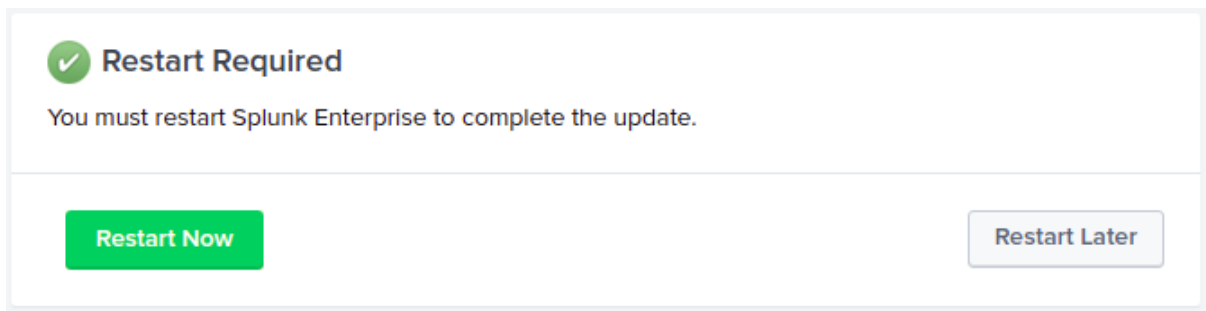 Restart Required
You must restart Splunk Enterprise to complete the update.
Restart Now
Restart Later